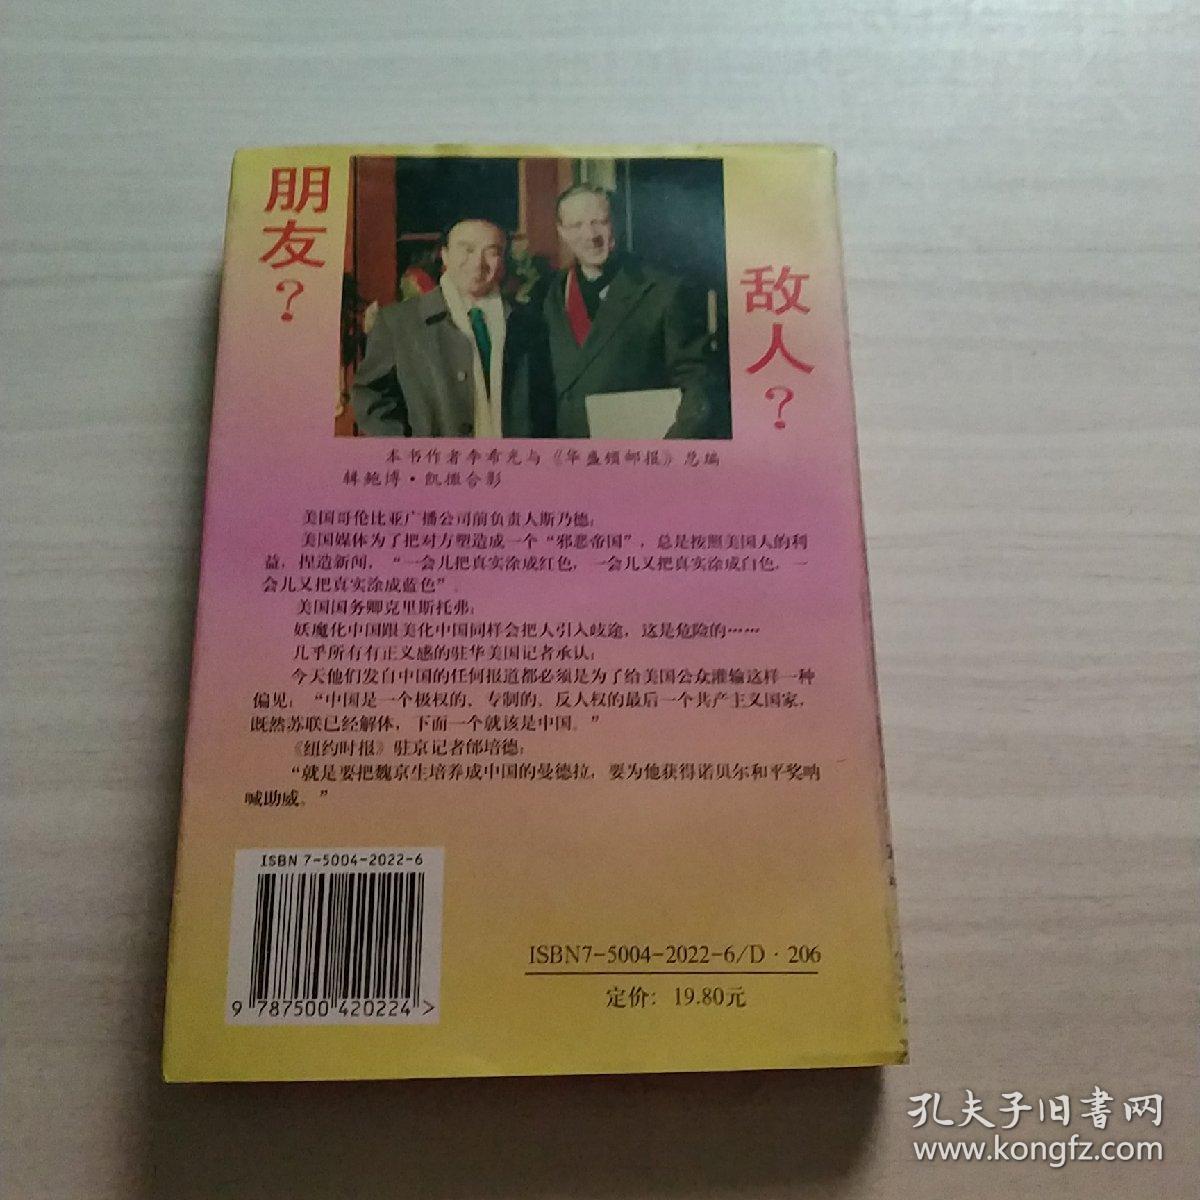 朋友？
敌人？
本书作者李希光与《华盛顿邮报》总编
辑鲍博·凯撒合影
美国哥伦比亚广播公司前负责人斯乃德：
美国媒体为了把对方塑造成一个“邪恶帝国”，总是按照美国人的利
益，捏造新闻，“一会儿把真实涂成红色，一会儿又把真实涂成白色，一
会儿又把真实涂成蓝色”。
美国国务卿克里斯托弗：
妖魔化中国跟美化中国同样会把人引入歧途，这是危险的……
几乎所有有正义感的驻华美国记者承认：
今天他们发自中国的任何报道都必须是为了给美国公众灌输这样一种
偏见：“中国是一个极权的、专制的、反人权的最后一个共产主义国家，
既然苏联已经解体，下面一个就该是中国。”
《纽约时报》驻京记者邰培德：
“就是要把魏京生培养成中国的曼德拉，要为他获得诺贝尔和平奖呐
喊助威。”
ISBN 7-5004-2022-6
9 787500 420224 >
ISBN7-5004-2022-6/D·206
定价：19.80元
孔夫子旧书网
www.kongfz.com